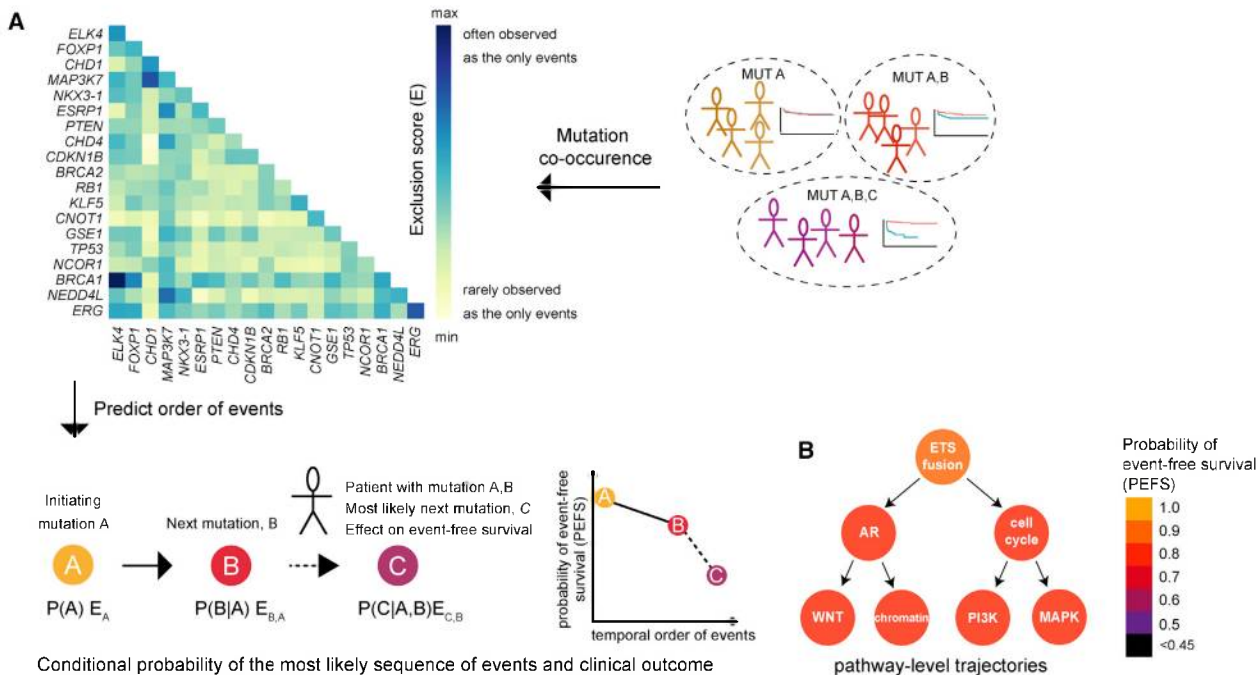 A
ELK4
FOXP1
CHD1
MAP3K7
NKX3-1
ESRP1
PTEN
CHD4
CDKN1B
BRCA2
RB1
KLF5
CNOT1
GSE1
TP53
NCOR1
BRCA1
NEDD4L
ERG
ELK4
FOXP1
CHD1
MAP3K7
NKX3-1
ESRP1
PTEN
CHD4
CDKN1B
BRCA2
RB1
KLF5
CNOT1
GSE1
TP53
NCOR1
BRCA1
NEDD4L
ERG
max
often observed
as the only events
Exclusion score (E)
rarely observed
as the only events
min
Mutation
co-occurence
MUT A
MUT A,B
MUT A,B,C
Predict order of events
Initiating
mutation A
A
P(A) E_A
Next mutation, B
B
P(B|A) E_B,A
Patient with mutation A,B
Most likely next mutation, C
Effect on event-free survival
C
P(C|A,B)E_C,B
probability of event-free
survival (PEFS)
A
B
C
temporal order of events
Conditional probability of the most likely sequence of events and clinical outcome
B
ETS
fusion
AR
cell
cycle
WNT
chromatin
PI3K
MAPK
pathway-level trajectories
Probability of
event-free survival
(PEFS)
1.0
0.9
0.8
0.7
0.6
0.5
<0.45